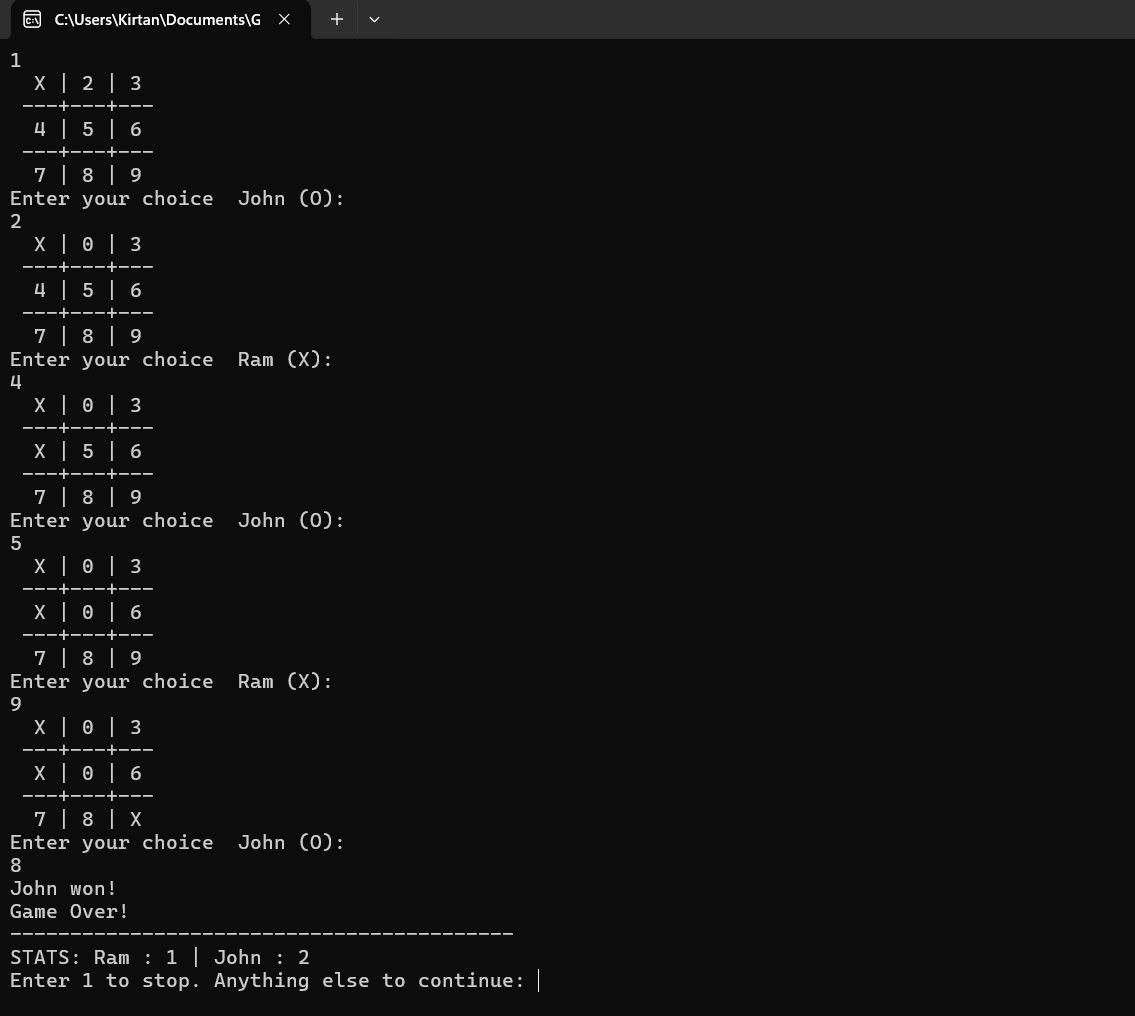 C:\Users\Kirtan\Documents\G
1
  X | 2 | 3
 ---+---+---
  4 | 5 | 6
 ---+---+---
  7 | 8 | 9
Enter your choice  John (O):
2
  X | 0 | 3
 ---+---+---
  4 | 5 | 6
 ---+---+---
  7 | 8 | 9
Enter your choice  Ram (X):
4
  X | 0 | 3
 ---+---+---
  X | 5 | 6
 ---+---+---
  7 | 8 | 9
Enter your choice  John (O):
5
  X | 0 | 3
 ---+---+---
  X | 0 | 6
 ---+---+---
  7 | 8 | 9
Enter your choice  Ram (X):
9
  X | 0 | 3
 ---+---+---
  X | 0 | 6
 ---+---+---
  7 | 8 | X
Enter your choice  John (O):
8
John won!
Game Over!
------------------------------------------
STATS: Ram : 1 | John : 2
Enter 1 to stop. Anything else to continue: